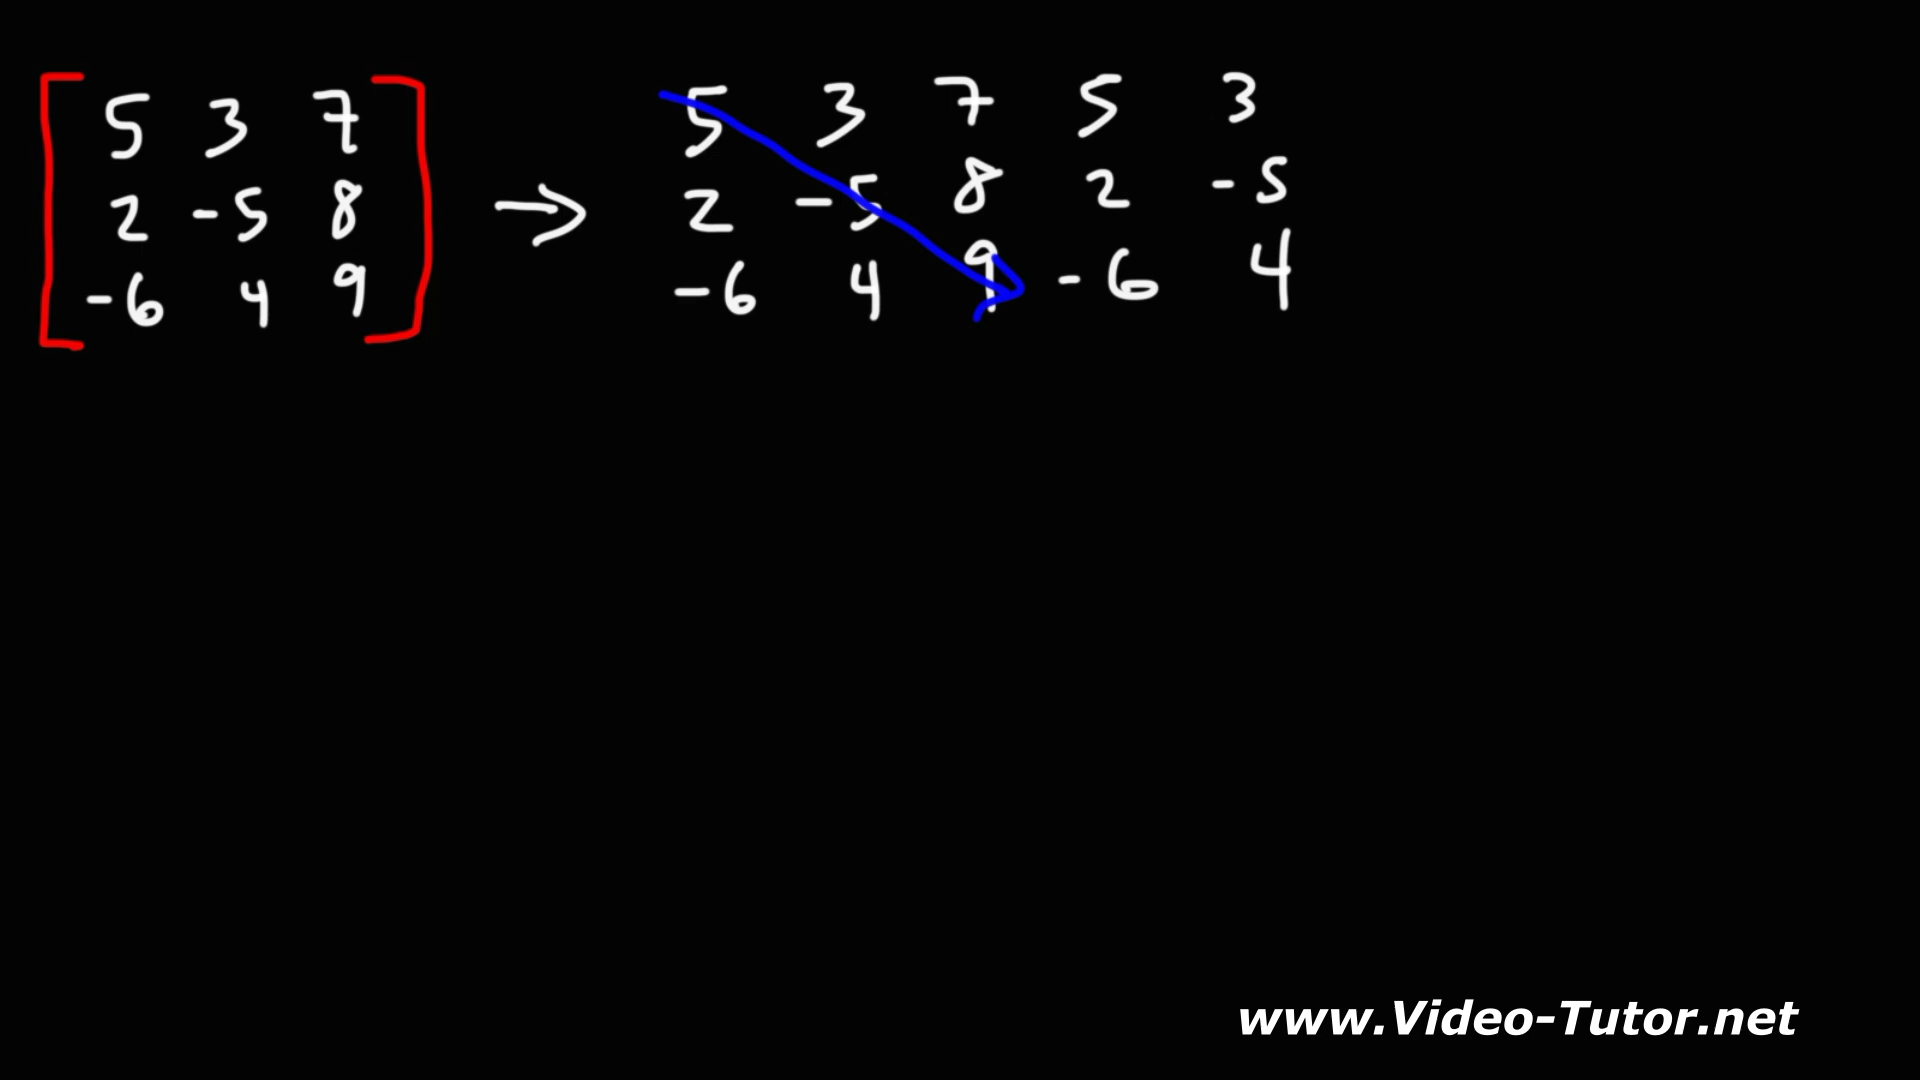 5 3 7 → 5 3 7 5 3
2 -5 8 2 -5 8 2 -5
-6 4 9 -6 4 9 -6 4
www.Video-Tutor.net